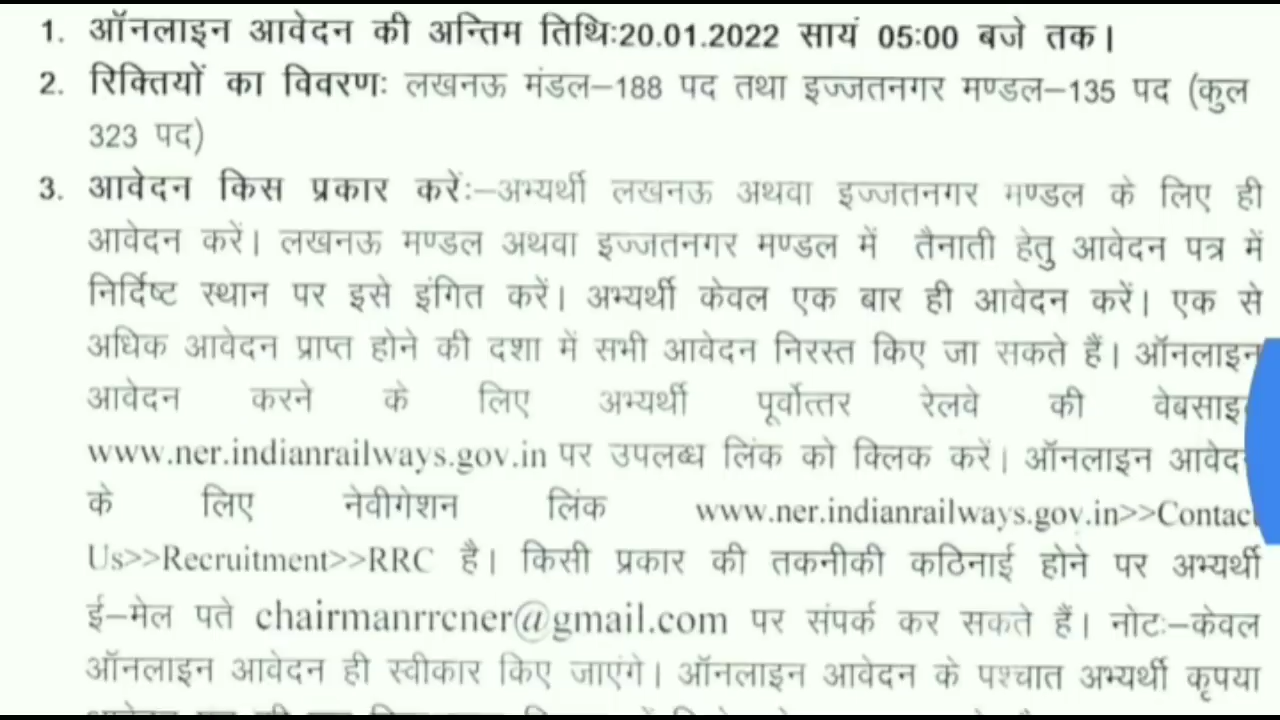 1. ऑनलाइन आवेदन की अन्तिम तिथिः20.01.2022 सायं 05:00 बजे तक।
2. रिक्तियों का विवरणः लखनऊ मंडल–188 पद तथा इज्जतनगर मण्डल–135 पद (कुल
323 पद)
3. आवेदन किस प्रकार करेंः–अभ्यर्थी लखनऊ अथवा इज्जतनगर मण्डल के लिए ही
आवेदन करें। लखनऊ मण्डल अथवा इज्जतनगर मण्डल में तैनाती हेतु आवेदन पत्र में
निर्दिष्ट स्थान पर इसे इंगित करें। अभ्यर्थी केवल एक बार ही आवेदन करें। एक से
अधिक आवेदन प्राप्त होने की दशा में सभी आवेदन निरस्त किए जा सकते हैं। ऑनलाइन
आवेदन करने के लिए अभ्यर्थी पूर्वोत्तर रेलवे की
www.ner.indianrailways.gov.in पर उपलब्ध लिंक को क्लिक करें। ऑनलाइन
के लिए नेवीगेशन लिंक www.ner.indianrailways.gov.in>>Contact
Us>>Recruitment>>RRC है। किसी प्रकार की तकनीकी कठिनाई होने पर अभ्यर्थी
ई–मेल पते chairmanrrcner@gmail.com पर संपर्क कर सकते हैं। नोटः–केवल
ऑनलाइन आवेदन ही स्वीकार किए जाएंगे। ऑनलाइन आवेदन के पश्चात अभ्यर्थी कृपया